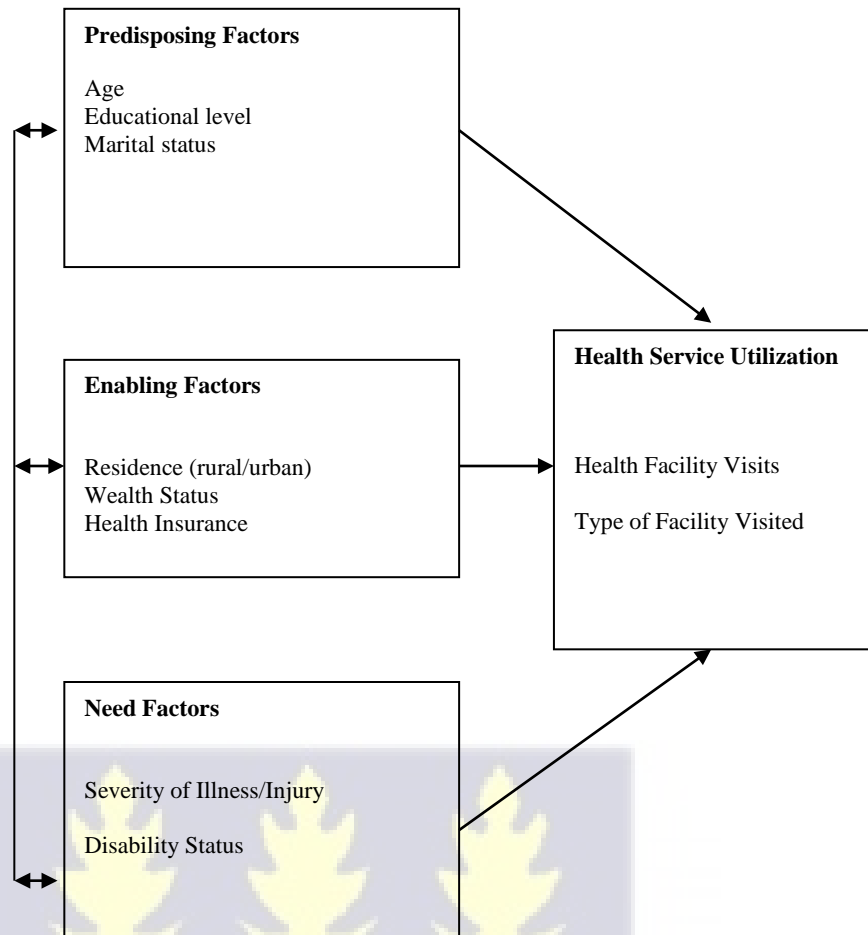 Predisposing Factors
Age
Educational level
Marital status
Enabling Factors
Residence (rural/urban)
Wealth Status
Health Insurance
Need Factors
Severity of Illness/Injury
Disability Status
Health Service Utilization
Health Facility Visits
Type of Facility Visited